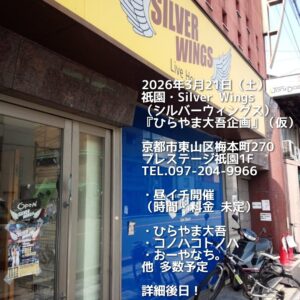 SILVER
WINGS
Live Ho
OPEN
2026年3月21日（土）
祇園・Silver Wings
（シルバーウィングス）
『ひらやま大吾企画』（仮）
京都市東山区梅本町270
プレステージ祇園1F
TEL.097-204-9966
・昼イチ開催
（時間・料金 未定）
・ひらやま大吾
・コノハコトノハ
・おーやなち。
他 多数予定
詳細後日！